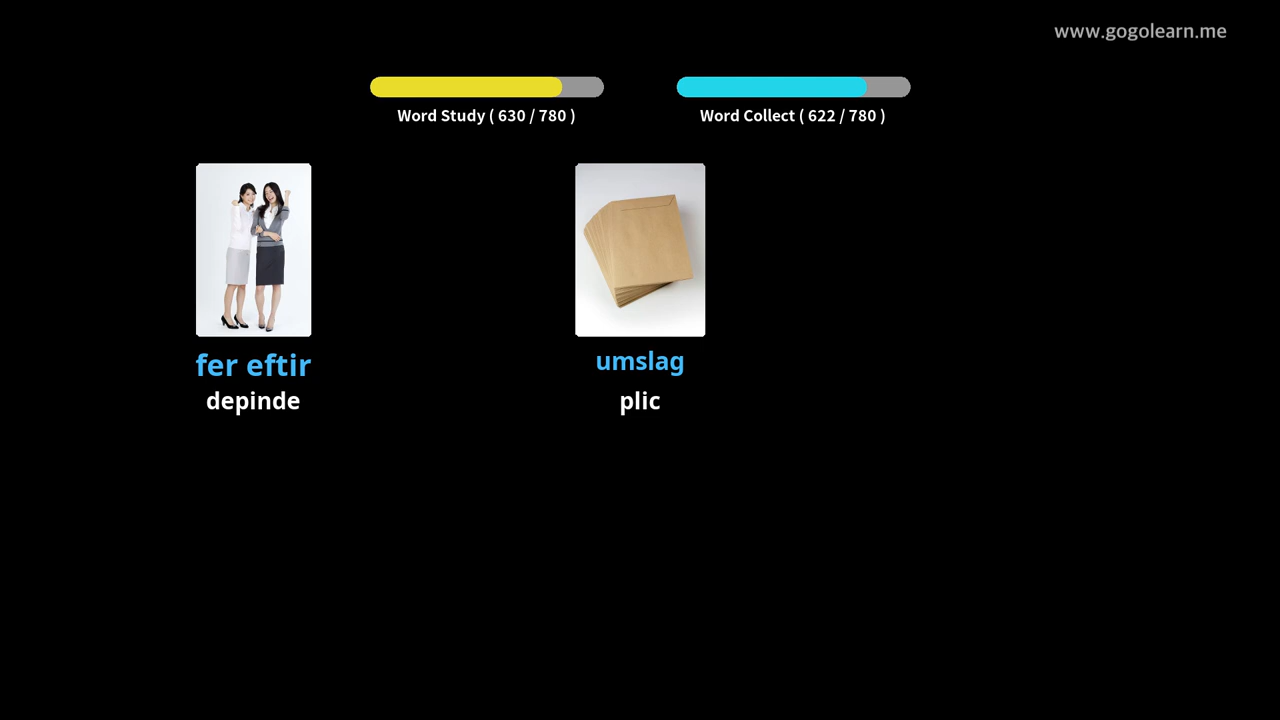 www.gogolearn.me
Word Study ( 630 / 780 )
Word Collect ( 622 / 780 )
fer eftir
depinde
umslag
plic